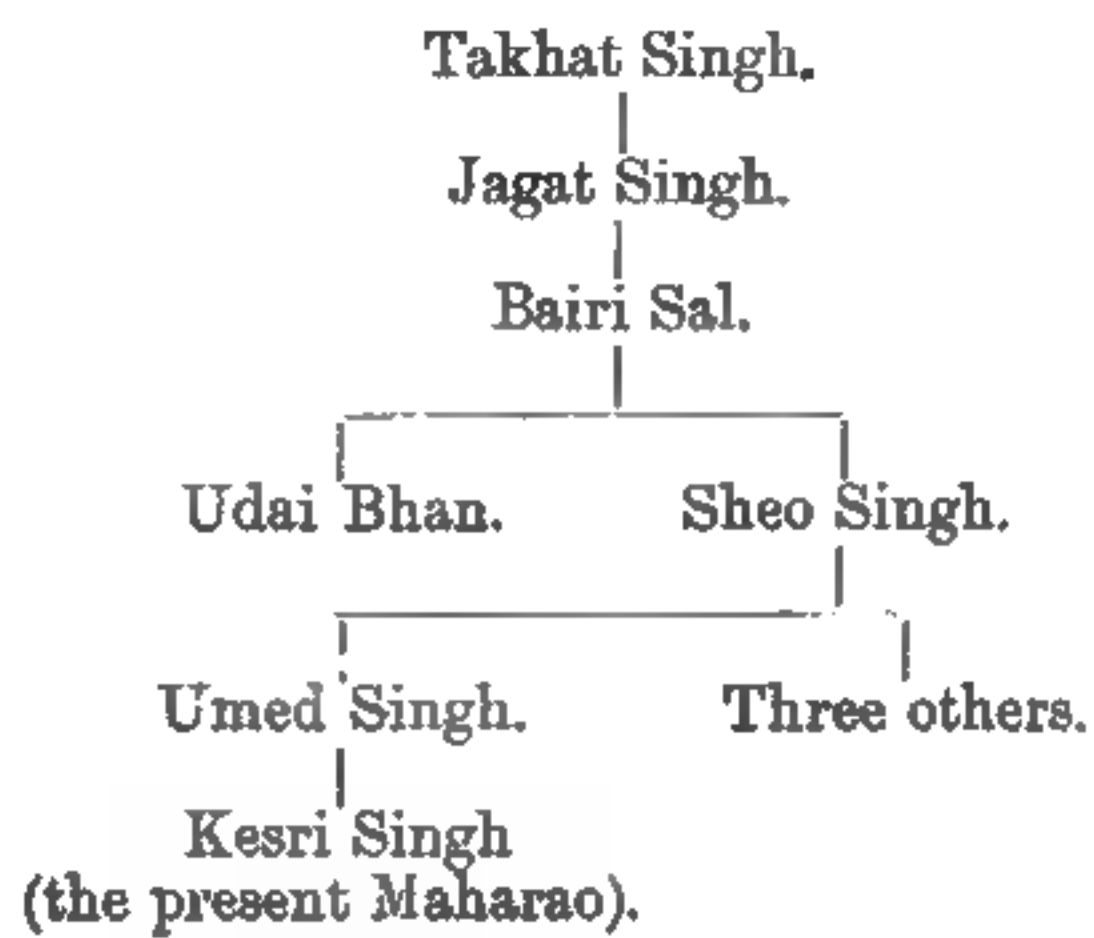 Takhat Singh.
Jagat Singh.
Bairi Sal.
Udai Bhan. Sheo Singh.
Umed Singh. Three others.
Kesri Singh
(the present Maharao).